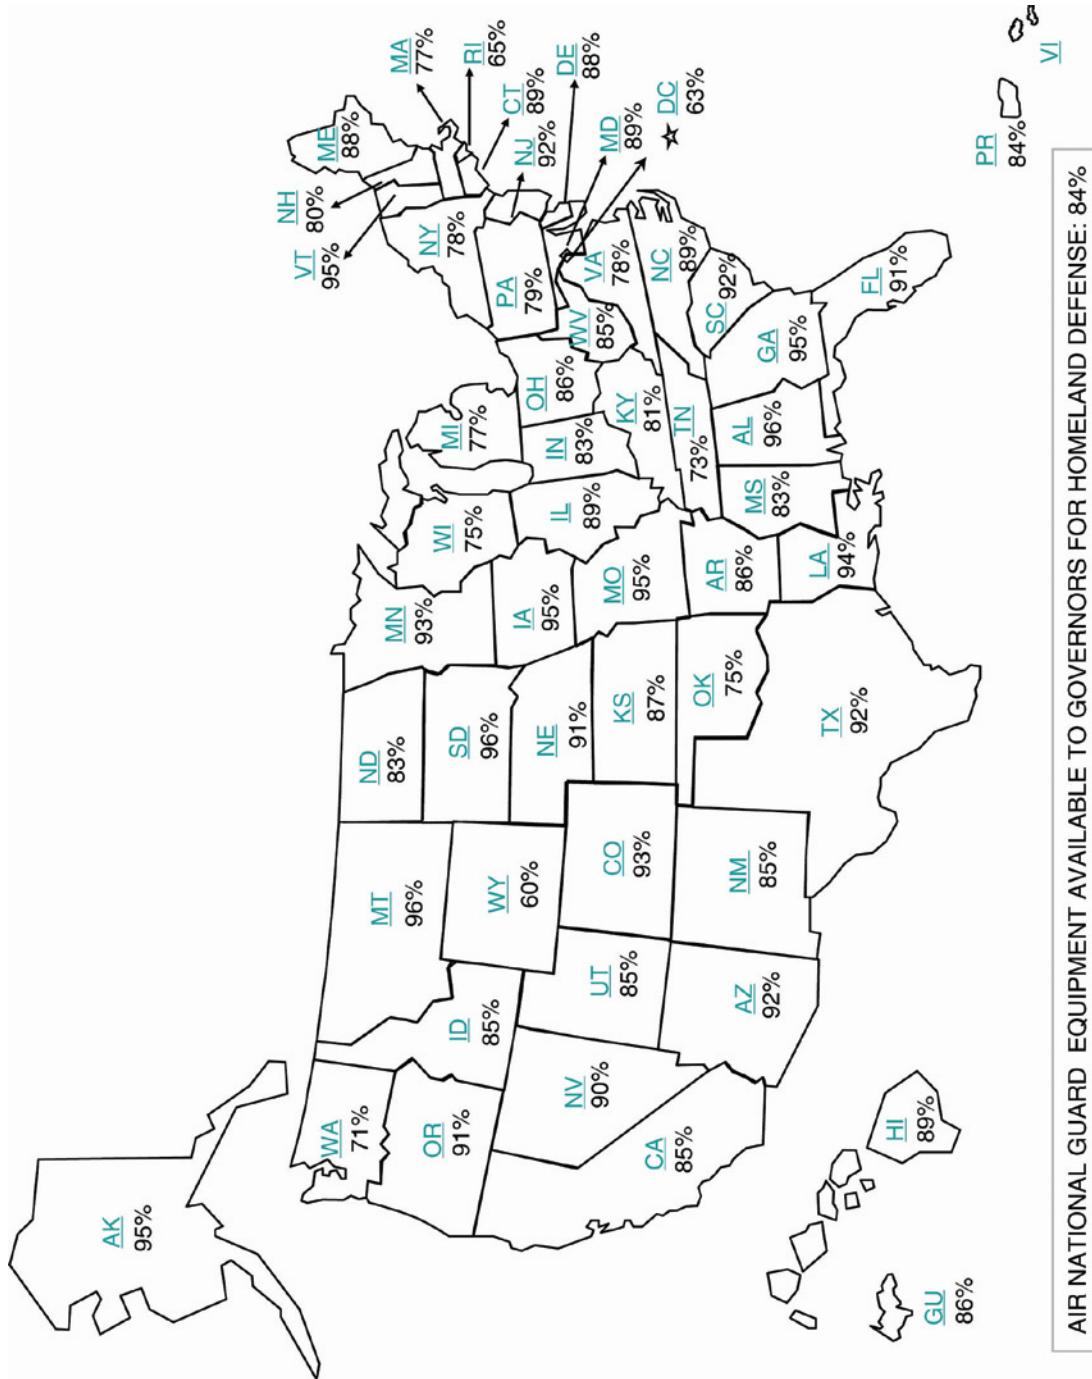 AK
95%
WA
71%
OR
91%
CA
85%
NV
90%
ID
85%
MT
96%
WY
60%
UT
85%
AZ
92%
CO
93%
NM
85%
ND
83%
SD
96%
NE
91%
KS
87%
OK
75%
TX
92%
MN
93%
IA
95%
MO
95%
AR
86%
LA
94%
WI
75%
IL
89%
MS
83%
MI
77%
IN
83%
OH
86%
KY
81%
TN
73%
AL
96%
GA
95%
FL
91%
SC
92%
NC
89%
VA
78%
WV
85%
PA
79%
NY
78%
VT
95%
NH
80%
ME
88%
MA
77%
RI
65%
CT
89%
NJ
92%
DE
88%
MD
89%
DC
63%
HI
89%
GU
86%
PR
84%
VI
AIR NATIONAL GUARD EQUIPMENT AVAILABLE TO GOVERNORS FOR HOMELAND DEFENSE: 84%